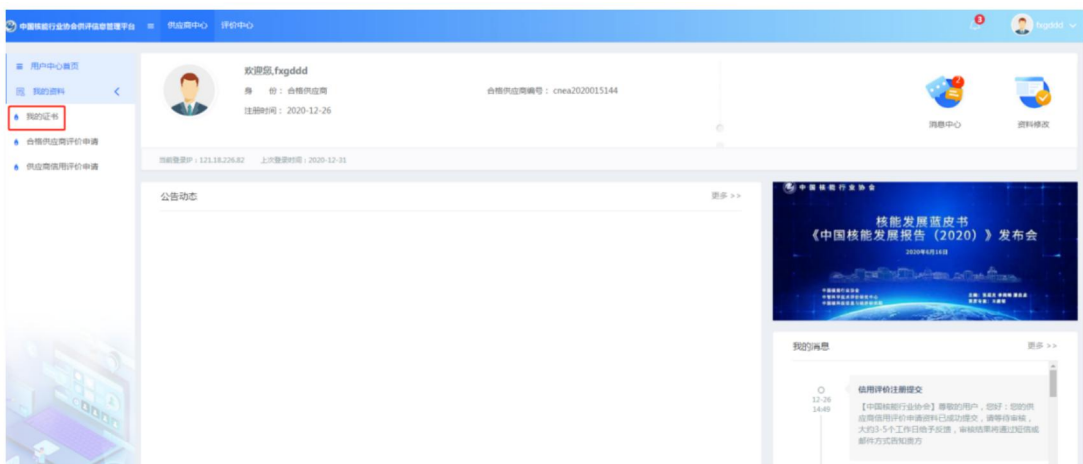 中国核能行业协会供评信息管理平台
供应商中心 评价中心
3
fxgddd
用户中心首页
我的资料
我的证书
合格供应商评价申请
供应商信用评价申请
欢迎您,fxgddd
身 份：合格供应商
合格供应商编号：cnea2020015144
注册时间：2020-12-26
消息中心
资料修改
当前登录IP：121.18.226.82 上次登录时间：2020-12-31
公告动态
更多 >>
中国核能行业协会
核能发展蓝皮书
《中国核能发展报告（2020）》发布会
2020年6月16日
我的消息
更多 >>
12-26
14:49
信用评价注册提交
【中国核能行业协会】尊敬的用户，您好：您的供
应商信用评价申请资料已成功提交，请等待审核，
大约3-5个工作日给予反馈，审核结果将通过短信或
邮件方式告知贵方